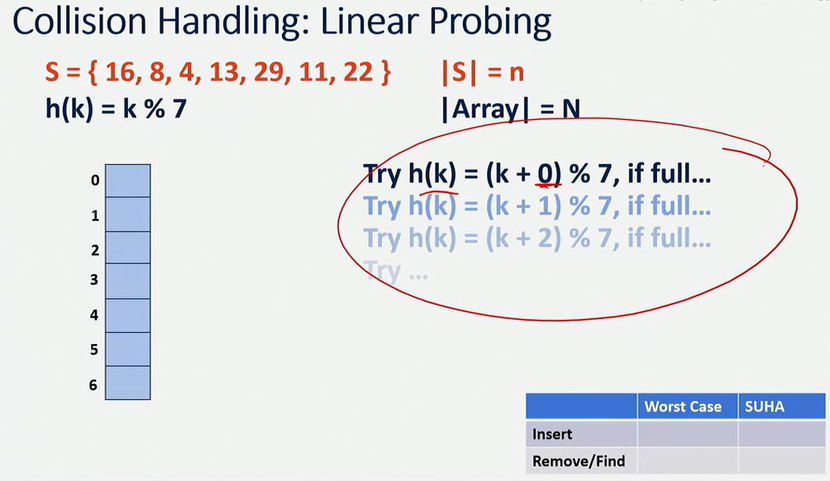 Collision Handling: Linear Probing
S = { 16, 8, 4, 13, 29, 11, 22 } |S| = n
h(k) = k % 7 |Array| = N
Try h(k) = (k + 0) % 7, if full...
Try h(k) = (k + 1) % 7, if full...
Try h(k) = (k + 2) % 7, if full...
Try ...
0
1
2
3
4
5
6
Worst Case SUHA
Insert
Remove/Find